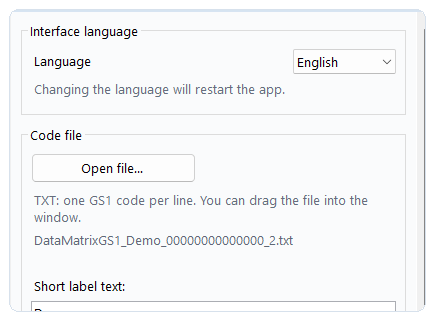 Interface language
Language
English
Changing the language will restart the app.
Code file
Open file...
TXT: one GS1 code per line. You can drag the file into the
window.
DataMatrixGS1_Demo_00000000000000_2.txt
Short label text: